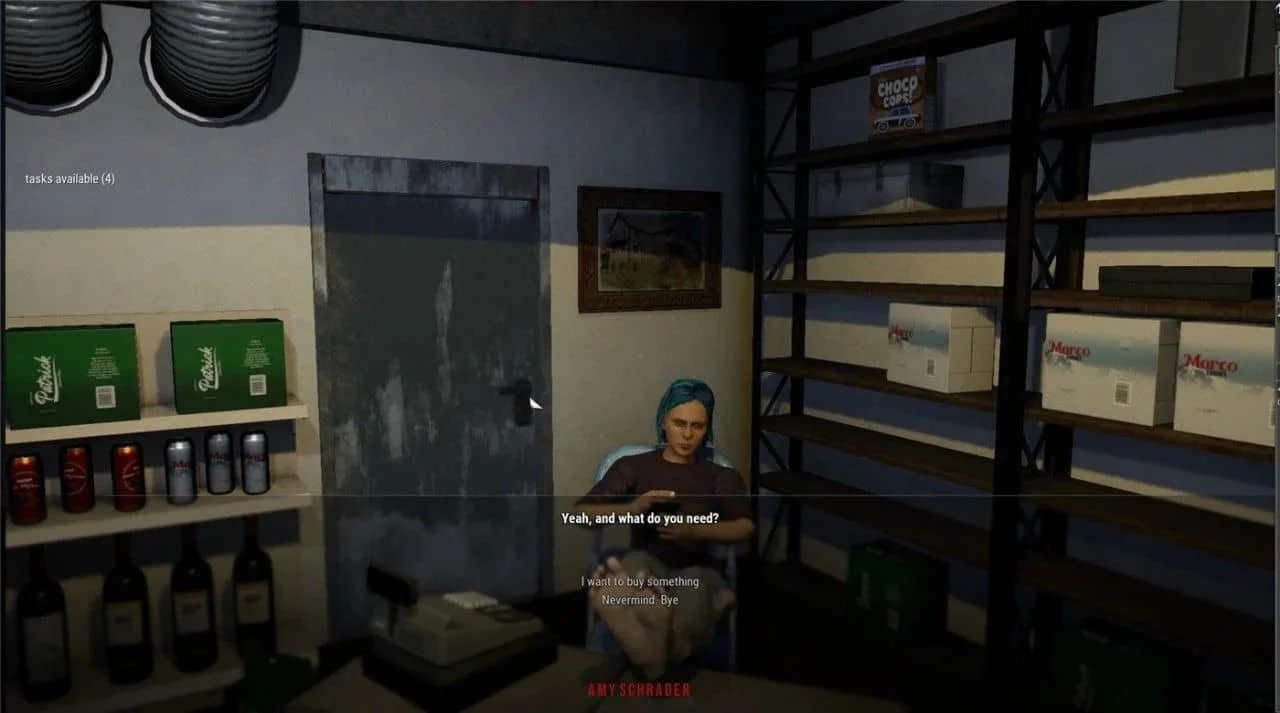 CHOCO
COPS!
tasks available (4)
Patrick
Patrick
Marco
Marco
Marco
Yeah, and what do you need?
I want to buy something
Nevermind. Bye
AMY SCHRADER